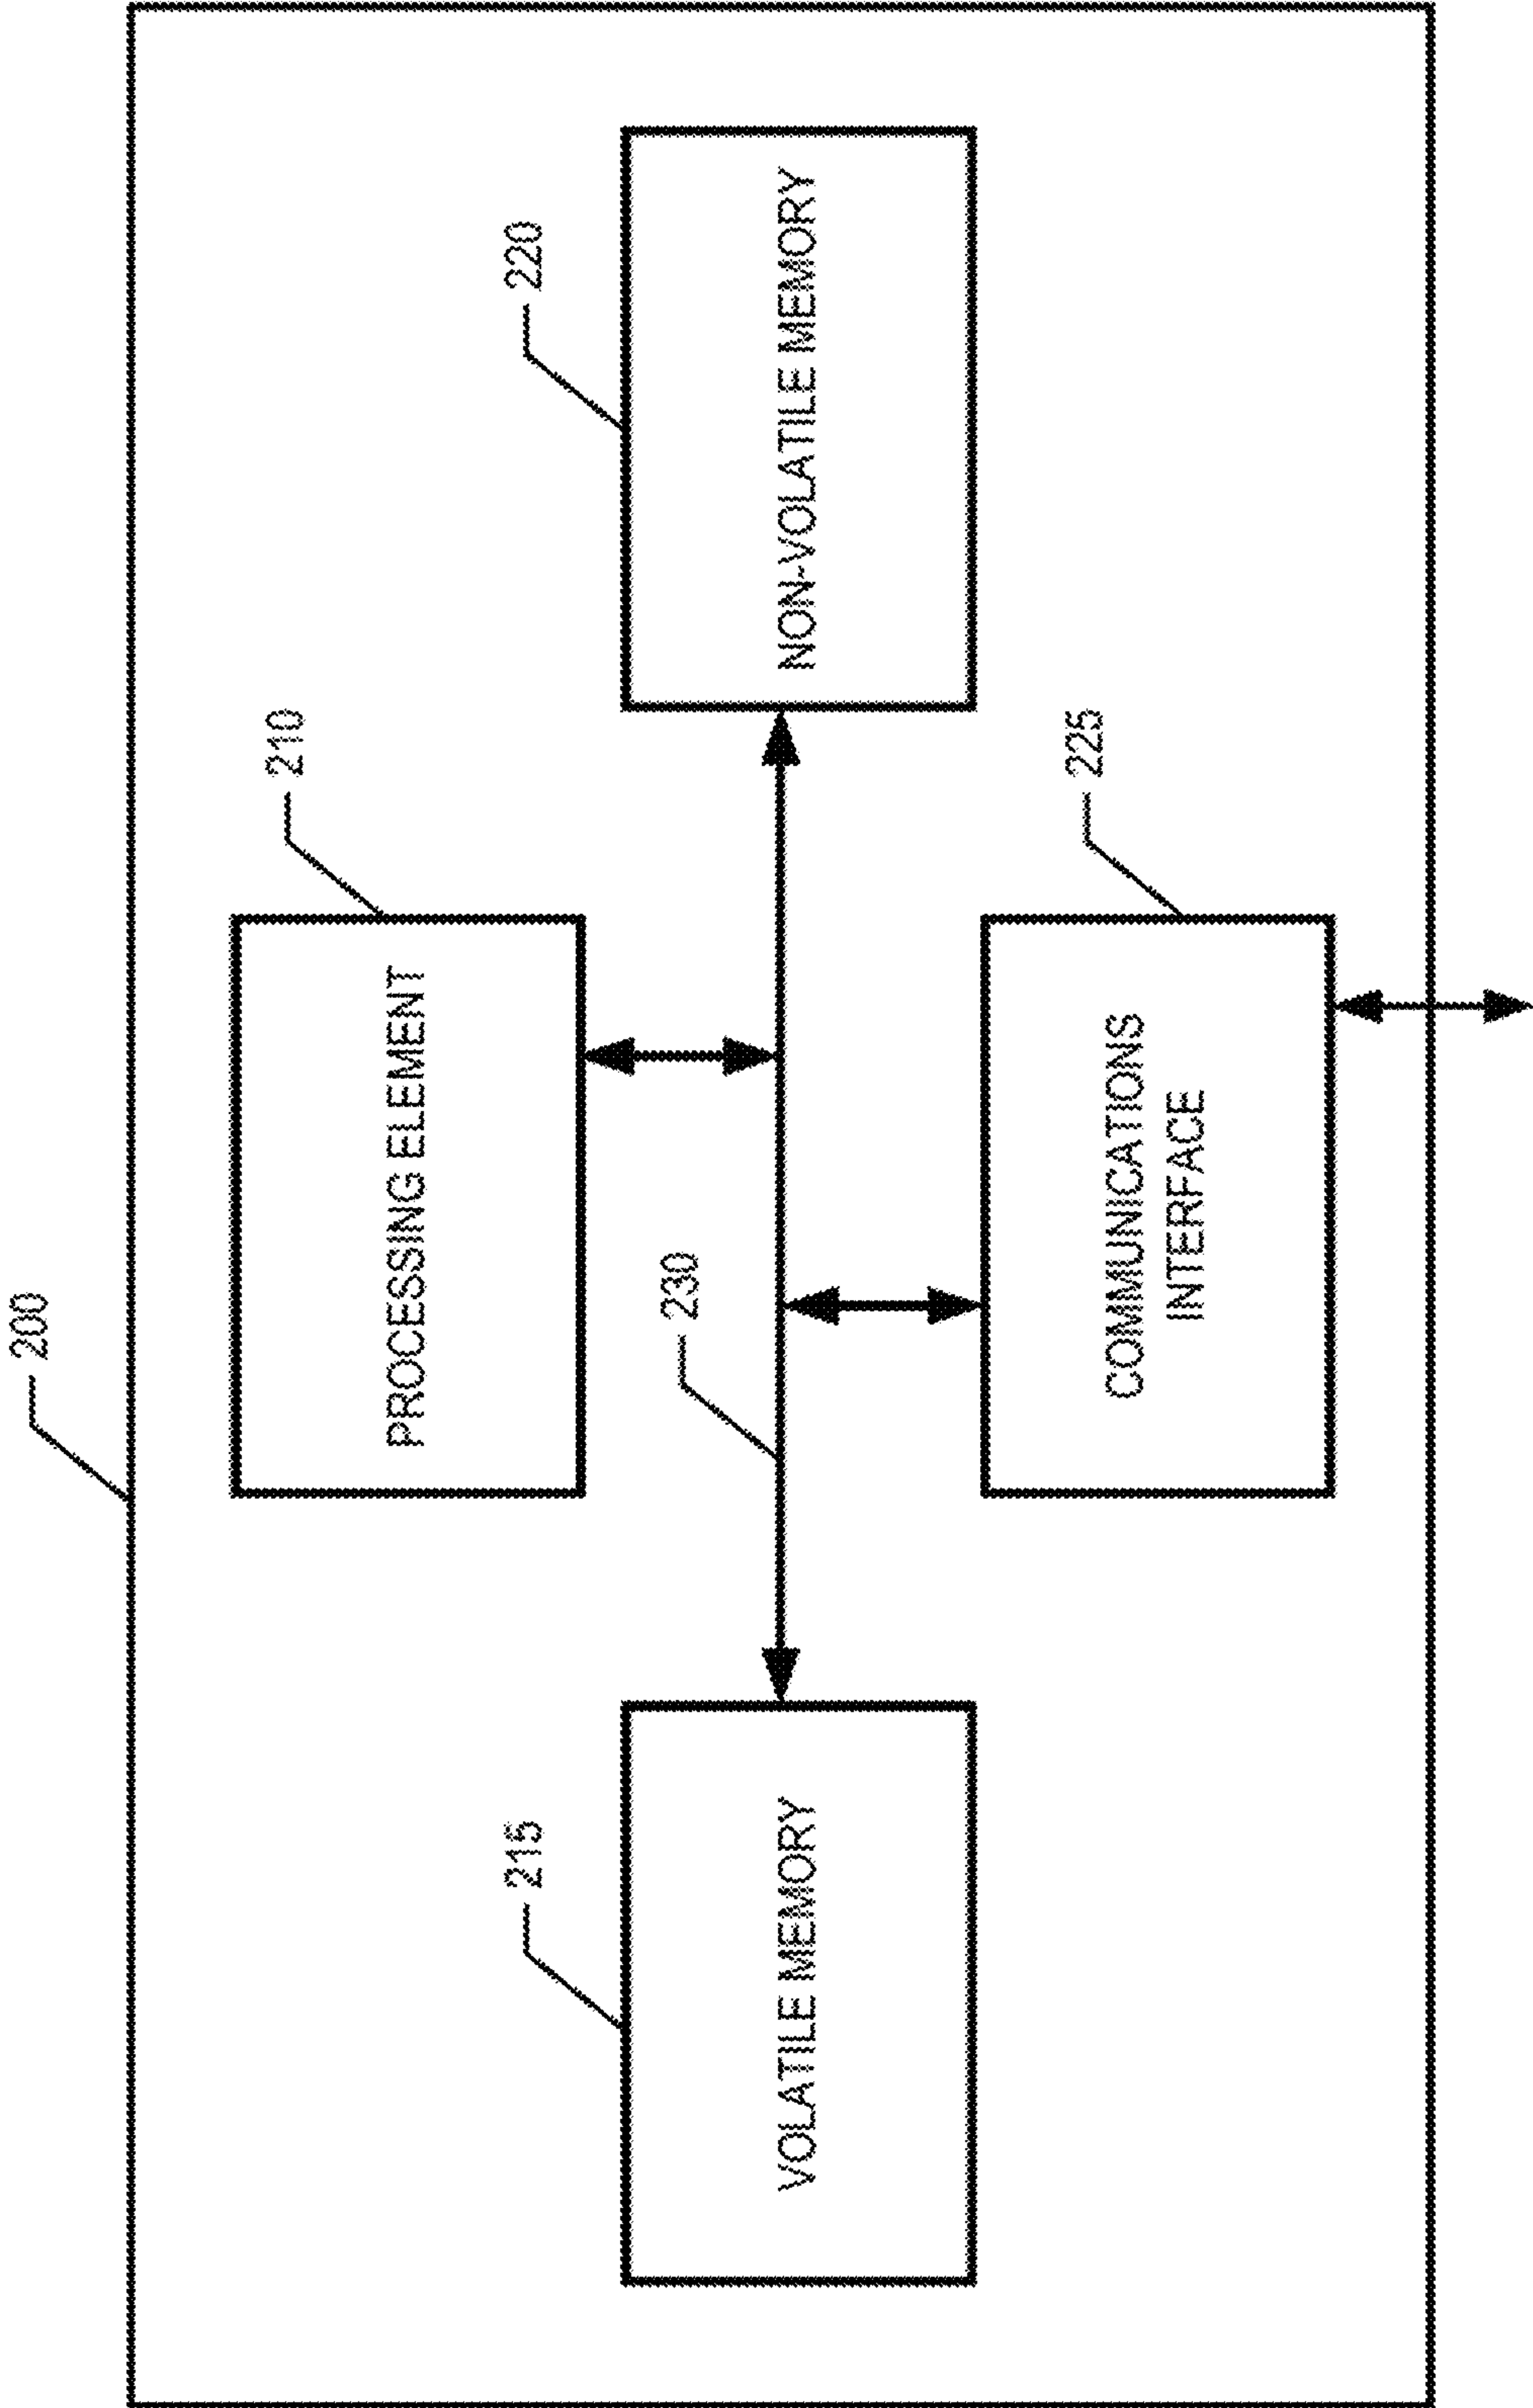 200
210
PROCESSING ELEMENT
215
220
230
VOLATILE MEMORY
NON-VOLATILE MEMORY
225
COMMUNICATIONS
INTERFACE